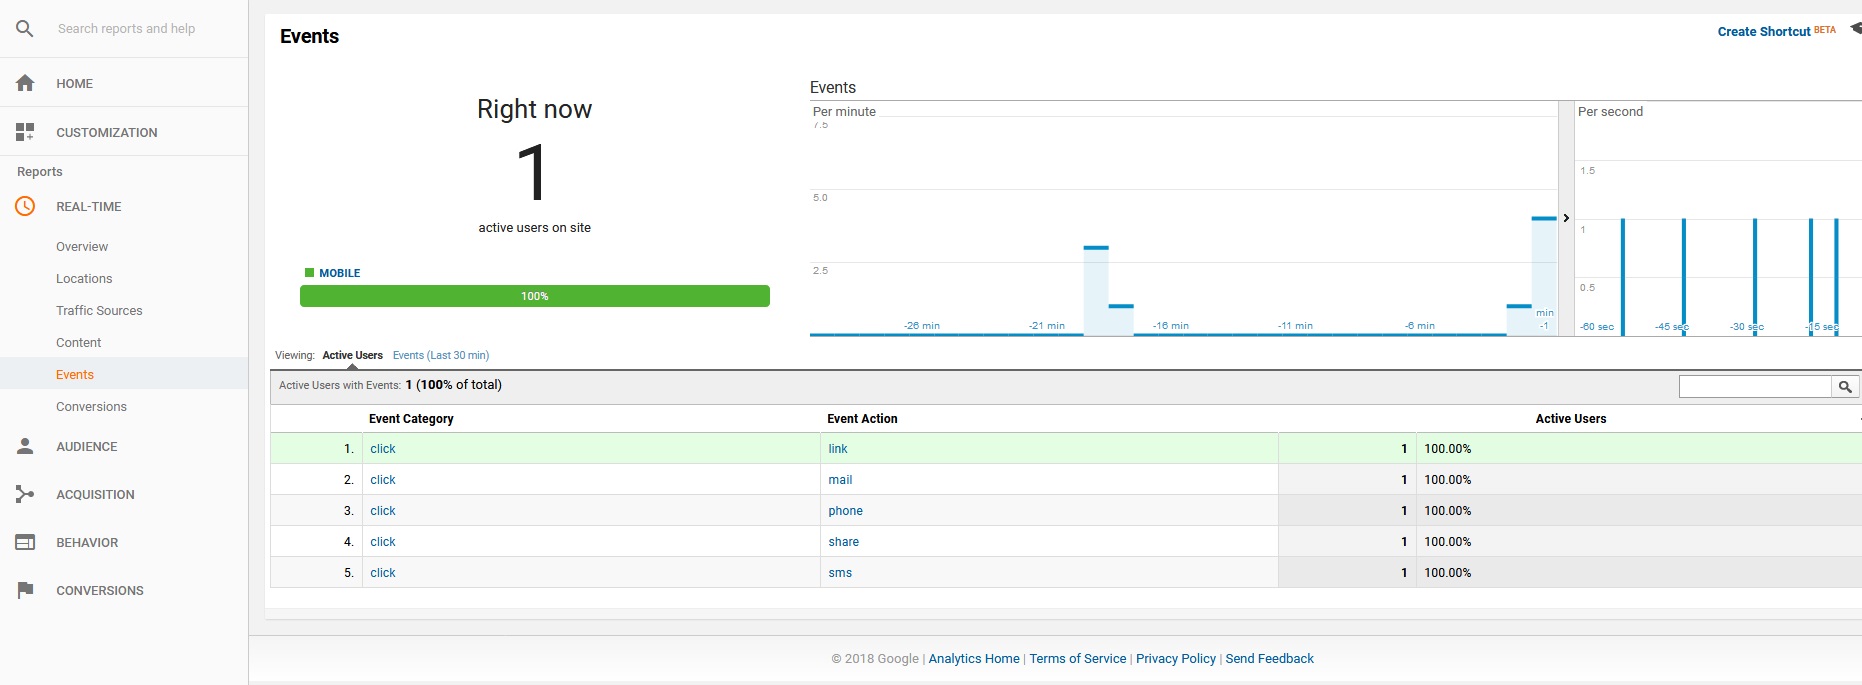 Search reports and help
HOME
CUSTOMIZATION
Reports
REAL-TIME
Overview
Locations
Traffic Sources
Content
Events
Conversions
AUDIENCE
ACQUISITION
BEHAVIOR
CONVERSIONS
Events
Create Shortcut BETA
Right now
1
active users on site
MOBILE
100%
Events
Per minute
7.5
5.0
2.5
-26 min -21 min -16 min -11 min -6 min
min
-1
Per second
1.5
1
0.5
-60 sec -45 sec -30 sec -15 sec
Viewing: Active Users Events (Last 30 min)
Active Users with Events: 1 (100% of total)
Event Category Event Action Active Users
1. click link 1 100.00%
2. click mail 1 100.00%
3. click phone 1 100.00%
4. click share 1 100.00%
5. click sms 1 100.00%
© 2018 Google | Analytics Home | Terms of Service | Privacy Policy | Send Feedback